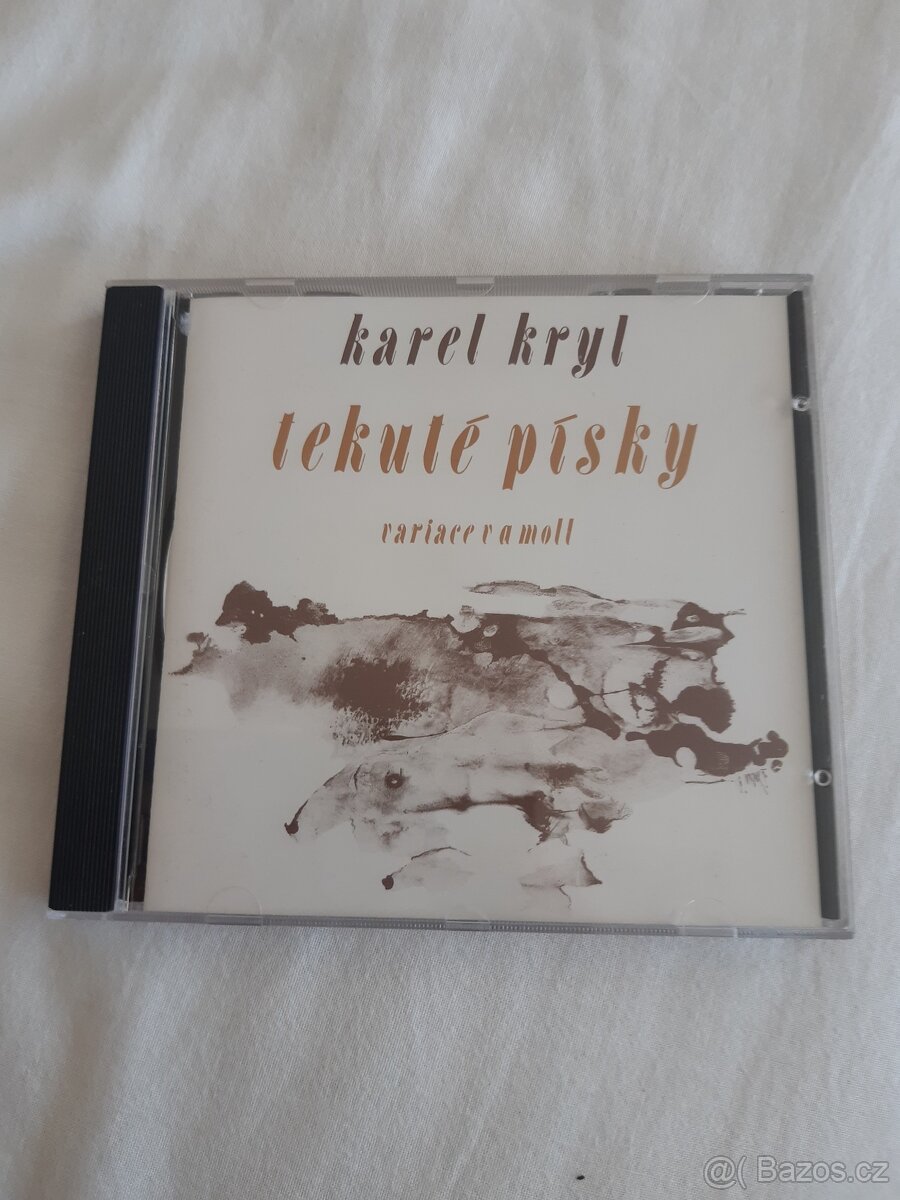 karel kryl
tekuté písky
variace v a moll
@( Bazos.cz